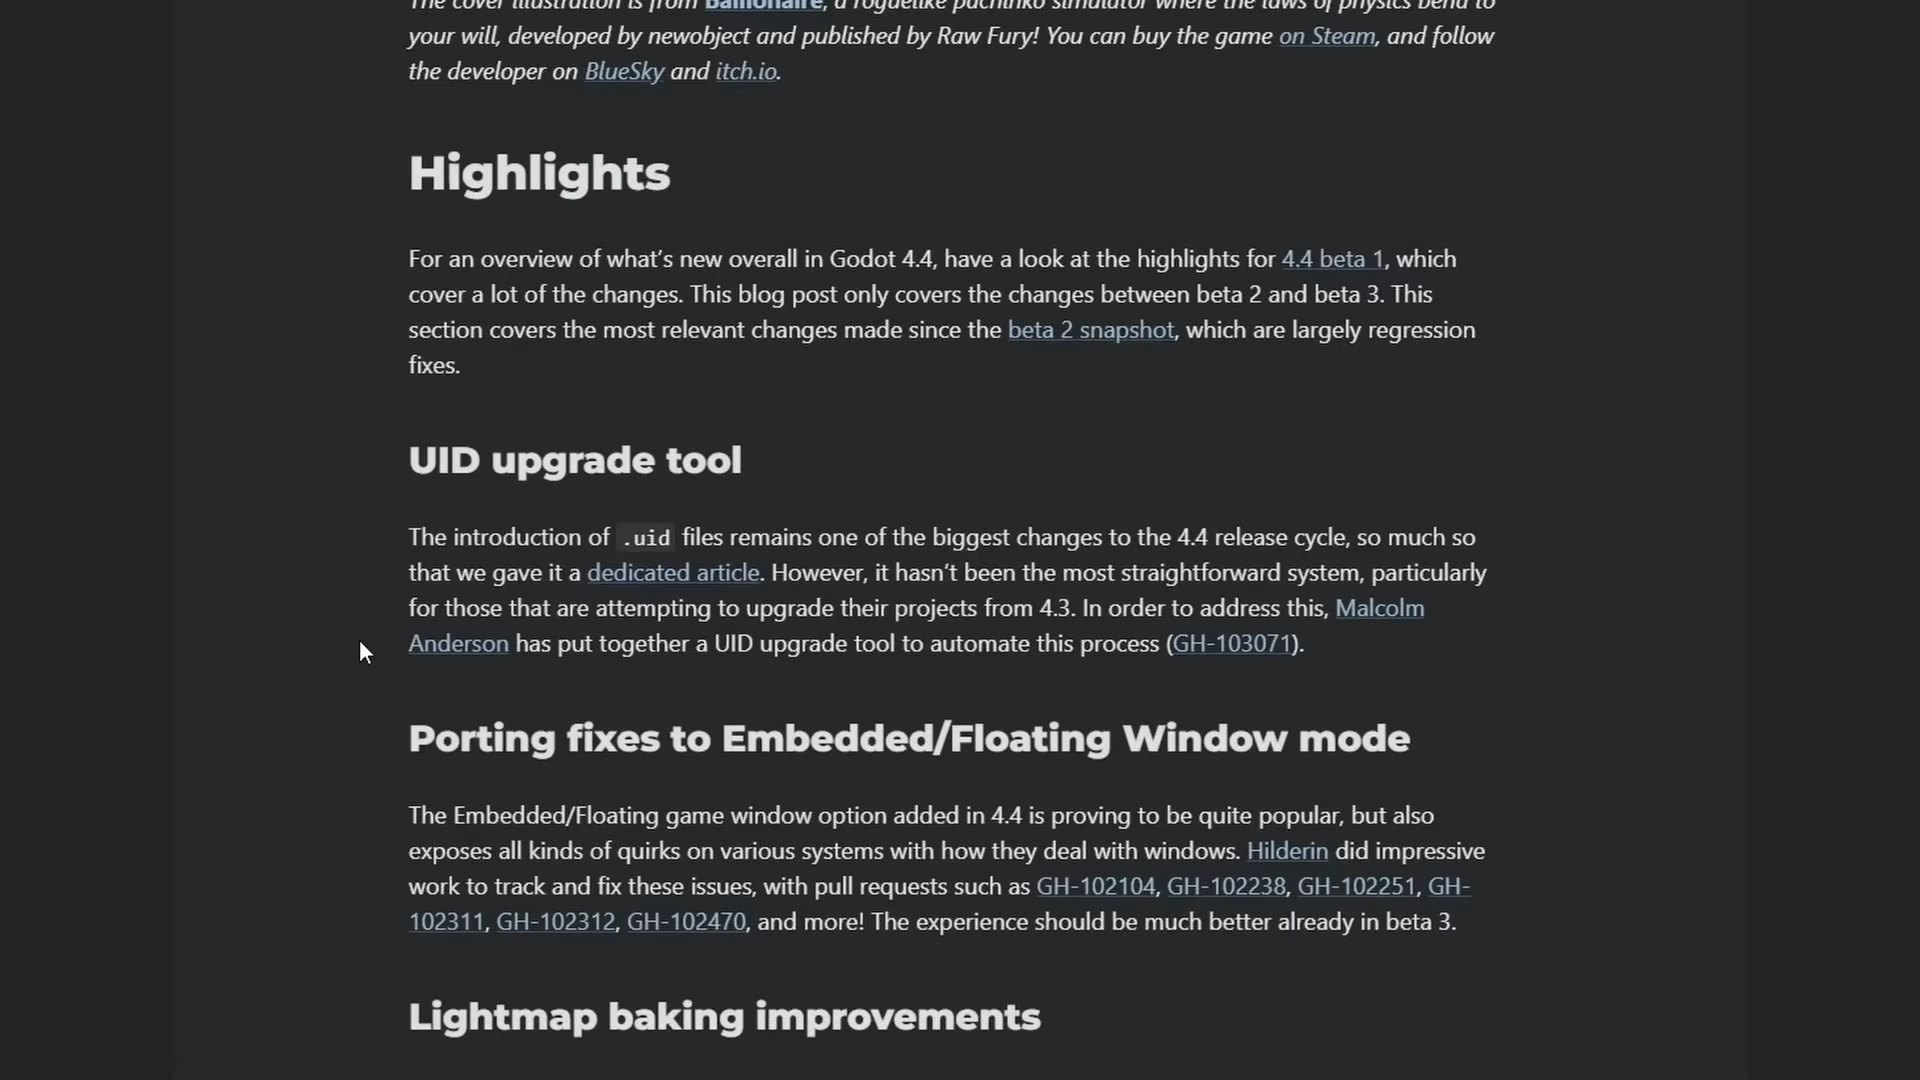 The cover illustration is from Ballionaire, a roguelike pachinko simulator where the laws of physics bend to
your will, developed by newobject and published by Raw Fury! You can buy the game on Steam, and follow
the developer on BlueSky and itch.io.
Highlights
For an overview of what’s new overall in Godot 4.4, have a look at the highlights for 4.4 beta 1, which
cover a lot of the changes. This blog post only covers the changes between beta 2 and beta 3. This
section covers the most relevant changes made since the beta 2 snapshot, which are largely regression
fixes.
UID upgrade tool
The introduction of .uid files remains one of the biggest changes to the 4.4 release cycle, so much so
that we gave it a dedicated article. However, it hasn’t been the most straightforward system, particularly
for those that are attempting to upgrade their projects from 4.3. In order to address this, Malcolm
Anderson has put together a UID upgrade tool to automate this process (GH-103071).
Porting fixes to Embedded/Floating Window mode
The Embedded/Floating game window option added in 4.4 is proving to be quite popular, but also
exposes all kinds of quirks on various systems with how they deal with windows. Hilderin did impressive
work to track and fix these issues, with pull requests such as GH-102104, GH-102238, GH-102251, GH-
102311, GH-102312, GH-102470, and more! The experience should be much better already in beta 3.
Lightmap baking improvements